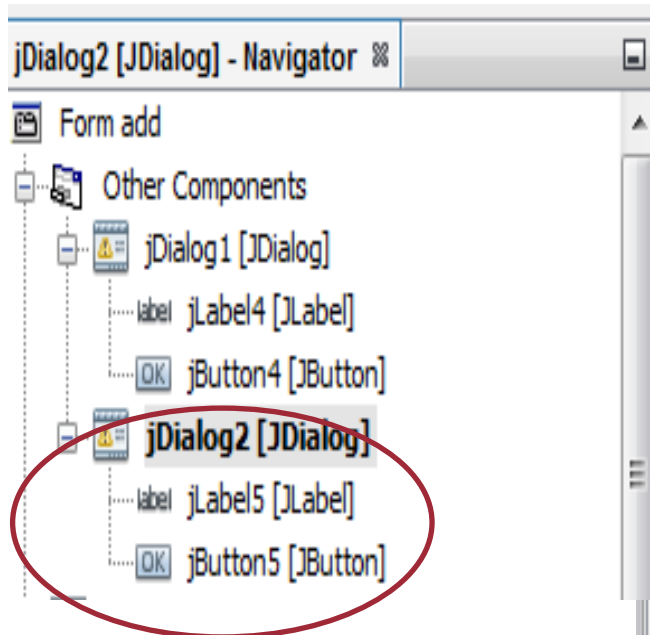 jDialog2 [JDialog] - Navigator
Form add
Other Components
jDialog1 [JDialog]
label jLabel4 [JLabel]
OK jButton4 [JButton]
jDialog2 [JDialog]
label jLabel5 [JLabel]
OK jButton5 [JButton]